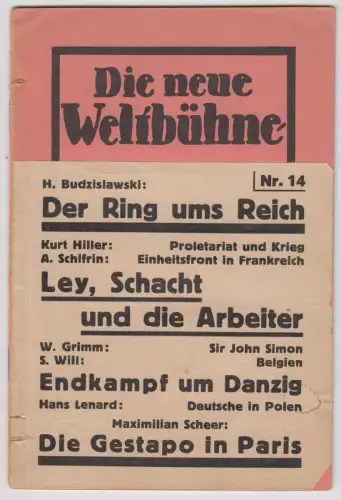 Die neue
Weltbühne
H. Budzislawski: Nr. 14
Der Ring ums Reich
Kurt Hiller: Proletariat und Krieg
A. Schifrin: Einheitsfront in Frankreich
Ley, Schacht
und die Arbeiter
W. Grimm: Sir John Simon
S. Will: Belgien
Endkampf um Danzig
Hans Lenard: Deutsche in Polen
Maximilian Scheer:
Die Gestapo in Paris